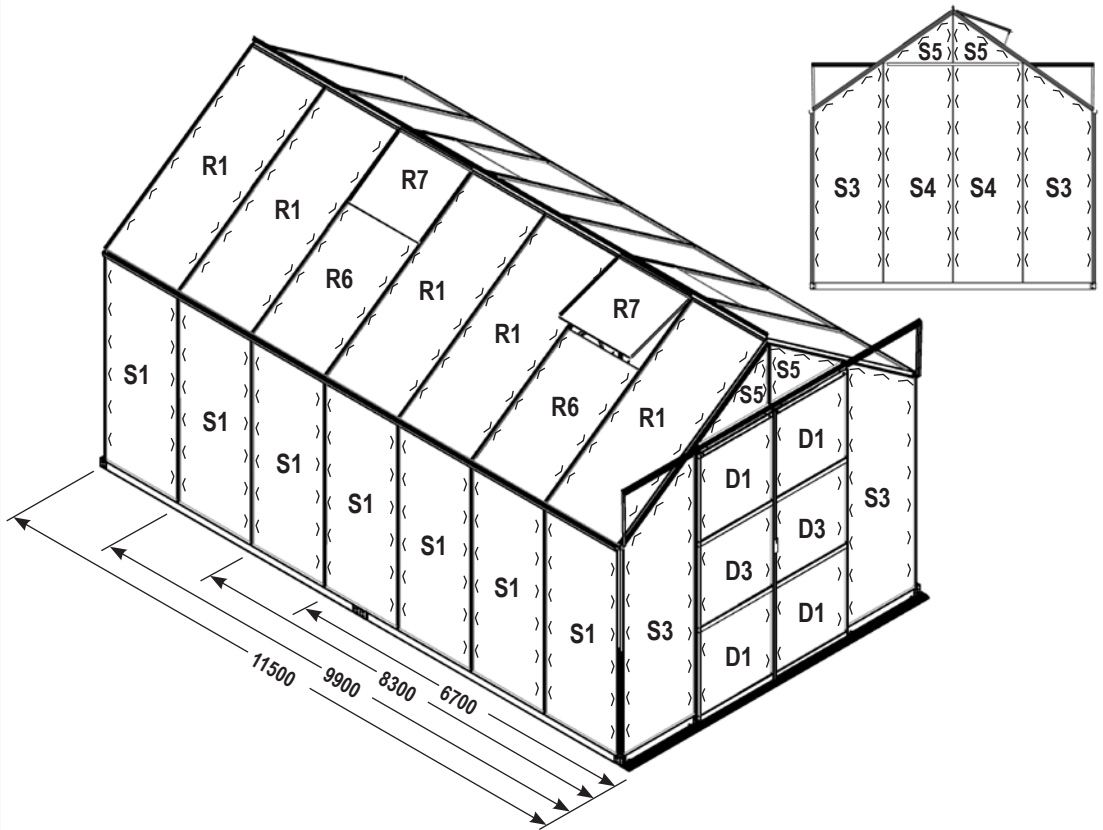 S5 S5
S3 S4 S4 S3
R1
R1
R7
R6
R1
R1
R7
R6
R1
S1
S1
S1
S1
S1
S1
S1
S5
S5
D1
D1
D3
D3
D1
D1
S3
S3
11500
9900
8300
6700